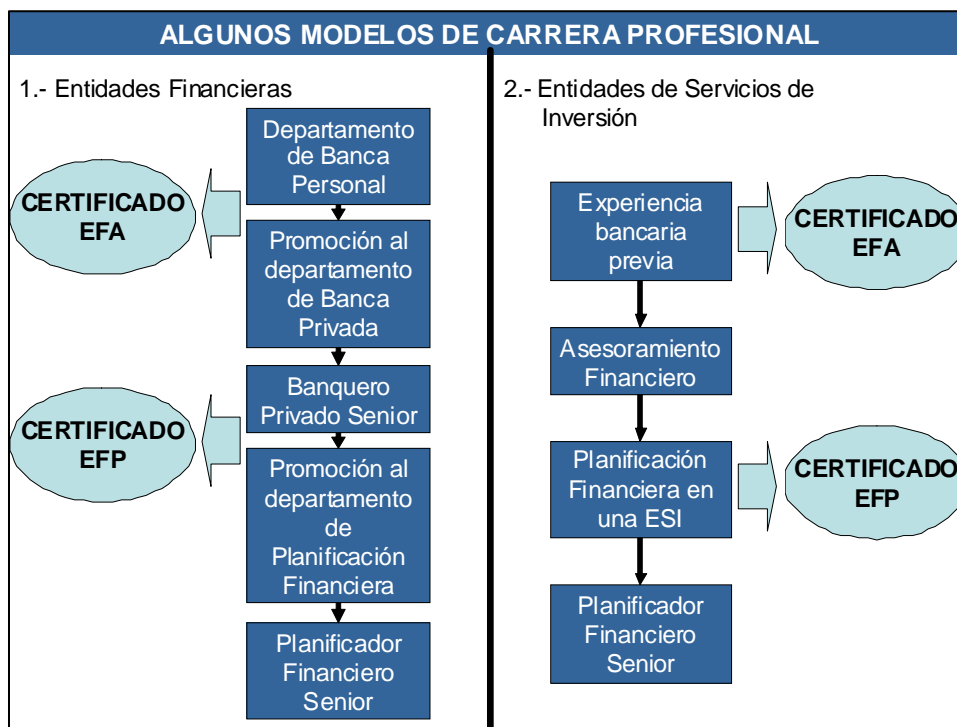 ALGUNOS MODELOS DE CARRERA PROFESIONAL
1.- Entidades Financieras
Departamento
de Banca
Personal
CERTIFICADO
EFA
Promoción al
departamento
de Banca
Privada
Banquero
Privado Senior
CERTIFICADO
EFP
Promoción al
departamento
de
Planificación
Financiera
Planificador
Financiero
Senior
2.- Entidades de Servicios de
Inversión
Experiencia
bancaria
previa
CERTIFICADO
EFA
Asesoramiento
Financiero
Planificación
Financiera en
una ESI
CERTIFICADO
EFP
Planificador
Financiero
Senior